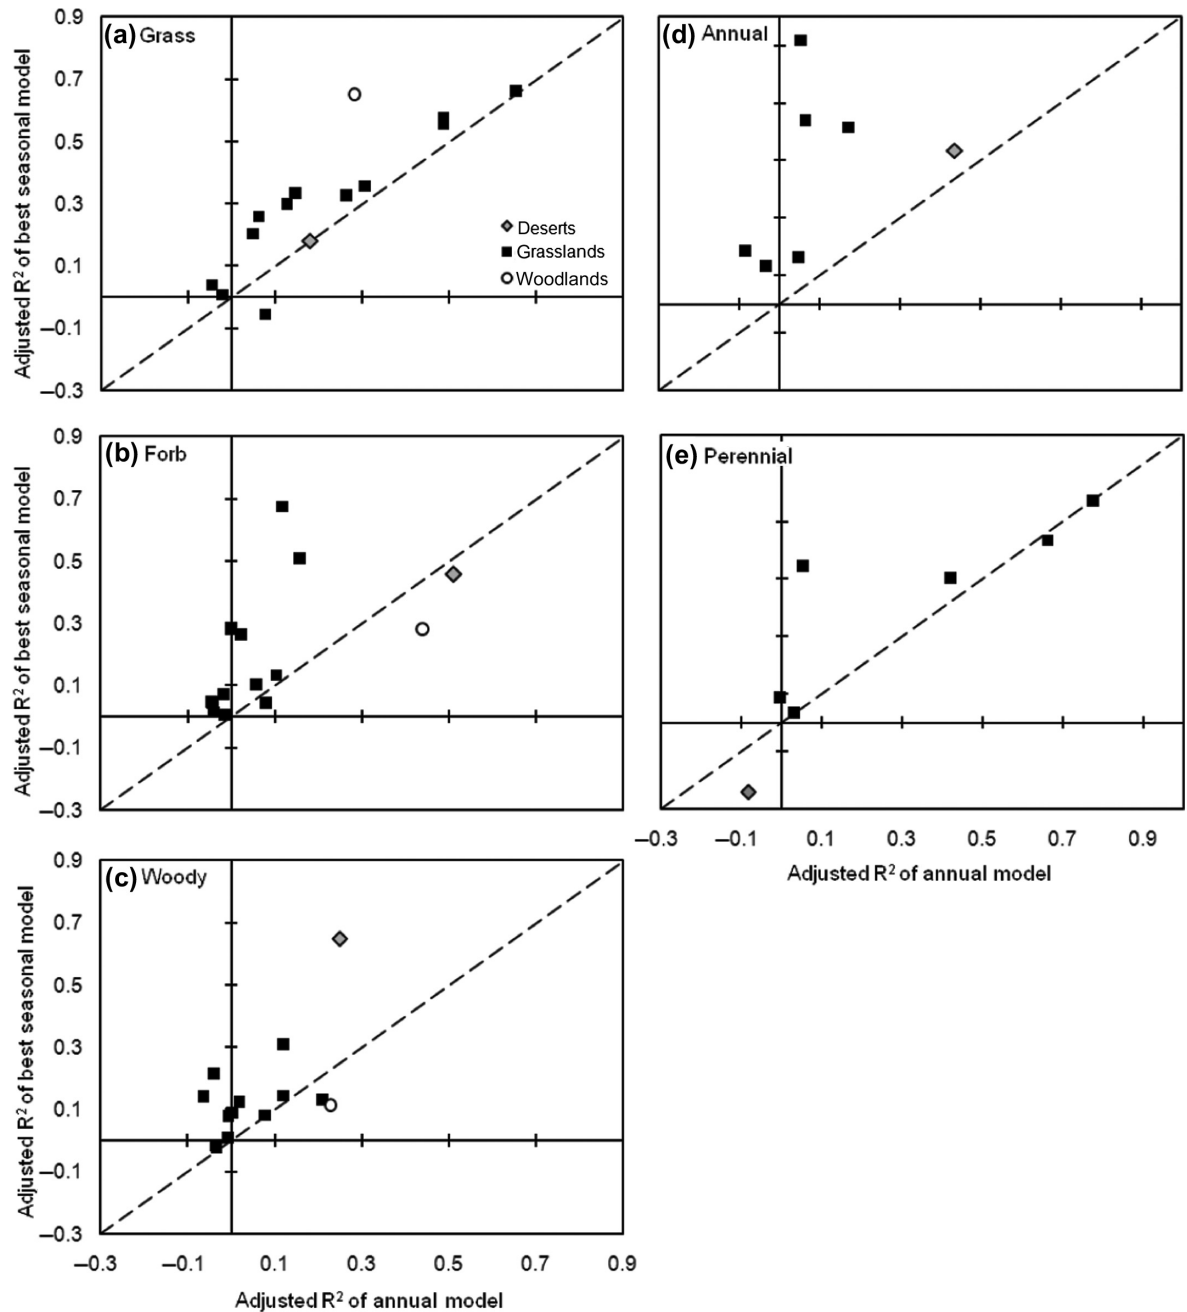 (a) Grass
0.9
0.7
0.5
0.3
0.1
–0.1
–0.3
Adjusted R² of best seasonal model
Deserts
Grasslands
Woodlands
(d) Annual
(b) Forb
0.9
0.7
0.5
0.3
0.1
–0.1
–0.3
Adjusted R² of best seasonal model
(e) Perennial
–0.3 –0.1 0.1 0.3 0.5 0.7 0.9
Adjusted R² of annual model
(c) Woody
0.9
0.7
0.5
0.3
0.1
–0.1
–0.3
Adjusted R² of best seasonal model
–0.3 –0.1 0.1 0.3 0.5 0.7 0.9
Adjusted R² of annual model